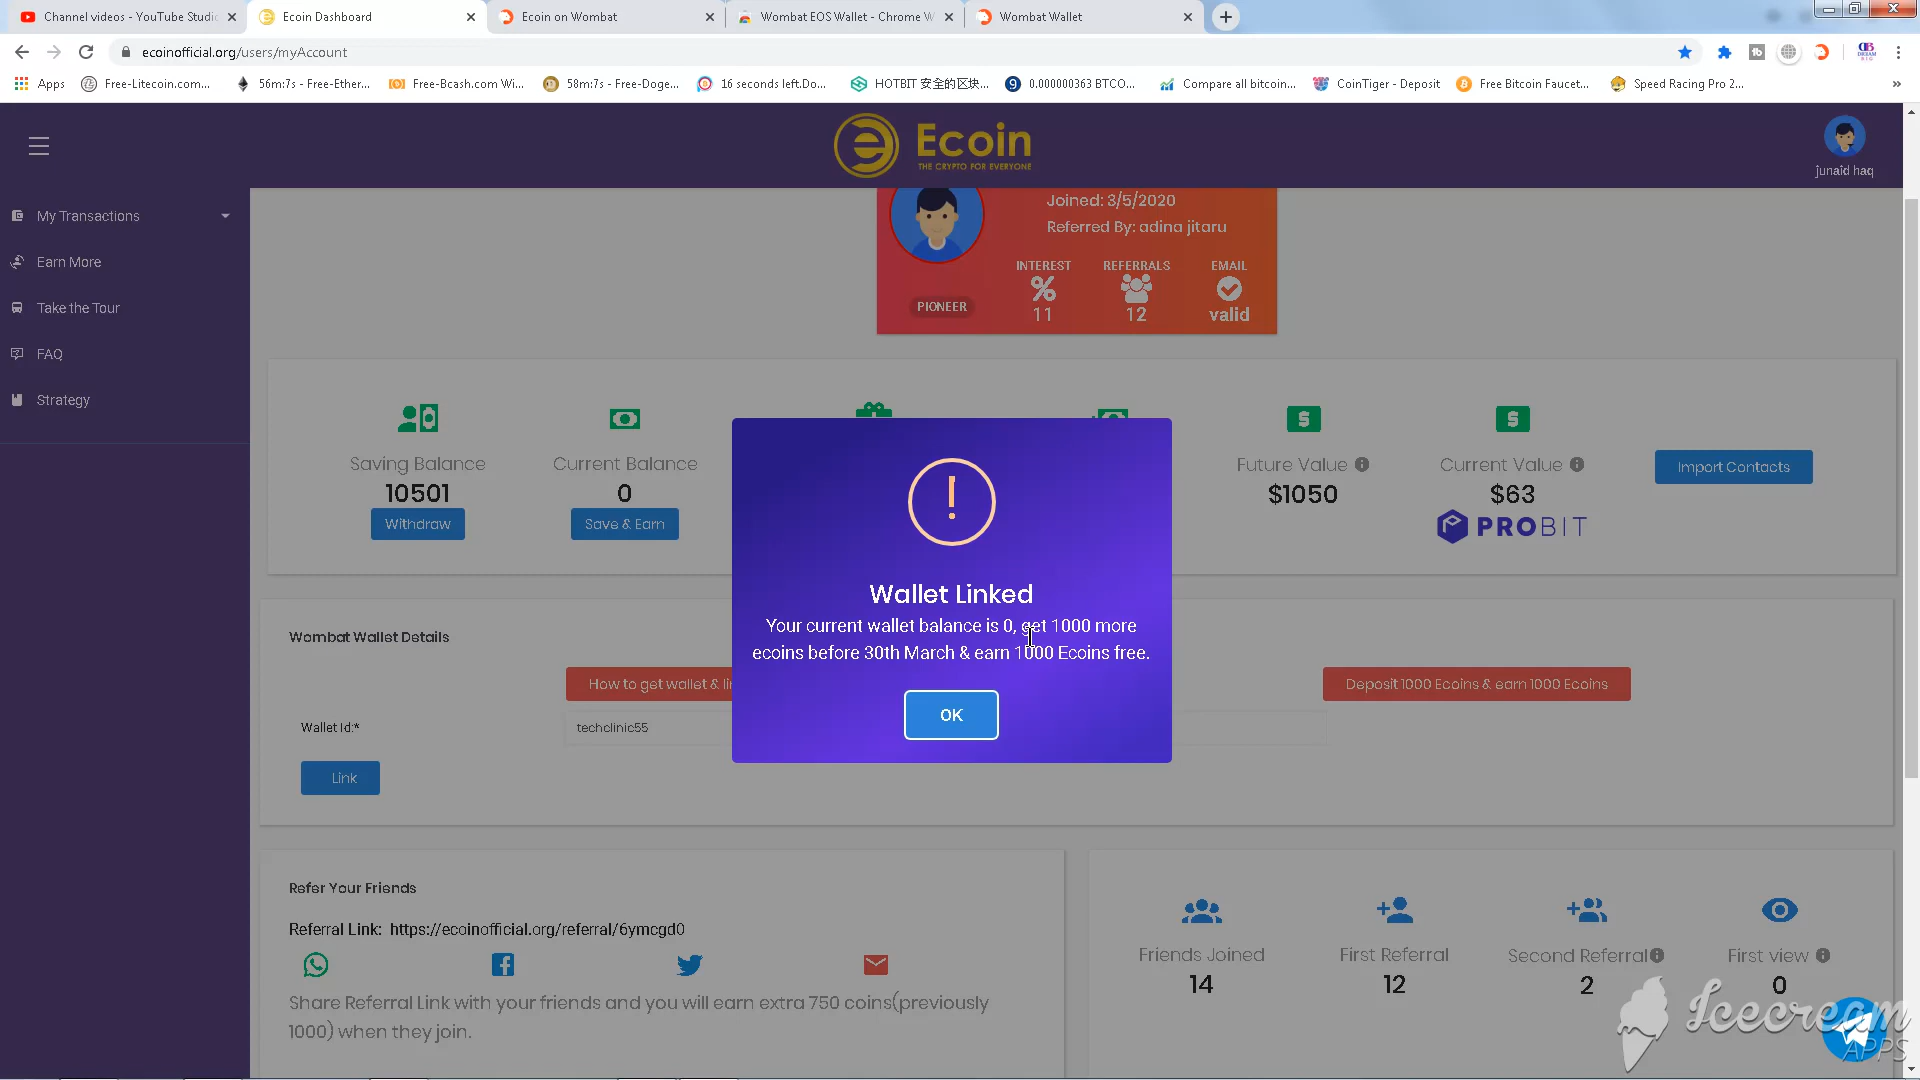 Channel videos - YouTube Studio
Ecoin Dashboard
Ecoin on Wombat
Wombat EOS Wallet - Chrome W
Wombat Wallet
ecoinofficial.org/users/myAccount
Apps
Free-Litecoin.com...
56m:7s - Free-Ether...
Free-Bcash.com Wi...
58m:7s - Free-Doge...
16 seconds left.Do...
HOTBIT 安全的区块...
0.000000363 BTCO...
Compare all bitcoin...
CoinTiger - Deposit
Free Bitcoin Faucet...
Speed Racing Pro 2...
Ecoin
THE CRYPTO FOR EVERYONE
junaid haq
My Transactions
Earn More
Take the Tour
FAQ
Strategy
Joined: 3/5/2020
Referred By: adina jitaru
INTEREST REFERRALS EMAIL
PIONEER
11 12 valid
Saving Balance
10501
Withdraw
Current Balance
0
Save & Earn
Future Value
$1050
Current Value
$63
PROBIT
Import Contacts
Wallet Linked
Your current wallet balance is 0, get 1000 more
ecoins before 30th March & earn 1000 Ecoins free.
OK
Wombat Wallet Details
How to get wallet & li
Deposit 1000 Ecoins & earn 1000 Ecoins
Wallet Id:*
techclinic55
Link
Refer Your Friends
Referral Link: https://ecoinofficial.org/referral/6ymcgd0
Share Referral Link with your friends and you will earn extra 750 coins(previously
1000) when they join.
Friends Joined
14
First Referral
12
Second Referral
2
First view
0
Icecream
APPS